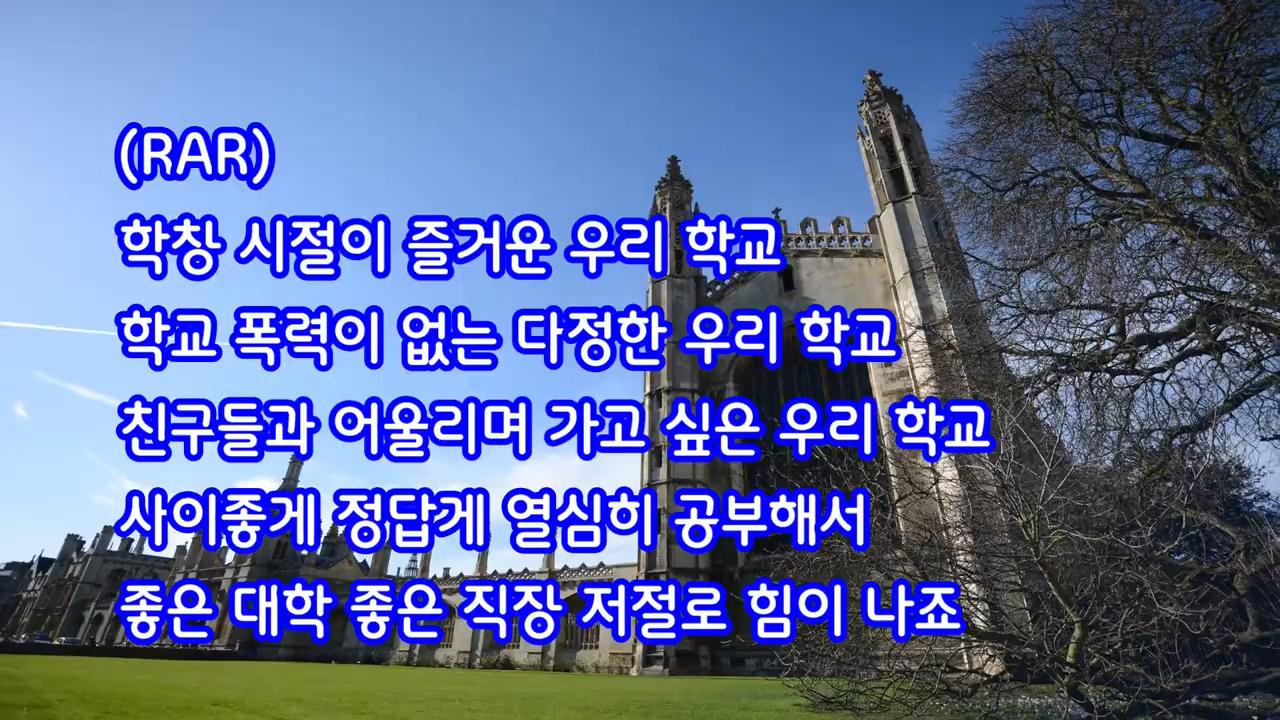 (RAR)
학창 시절이 즐거운 우리 학교
학교 폭력이 없는 다정한 우리 학교
친구들과 어울리며 가고 싶은 우리 학교
사이좋게 정답게 열심히 공부해서
좋은 대학 좋은 직장 저절로 힘이 나죠